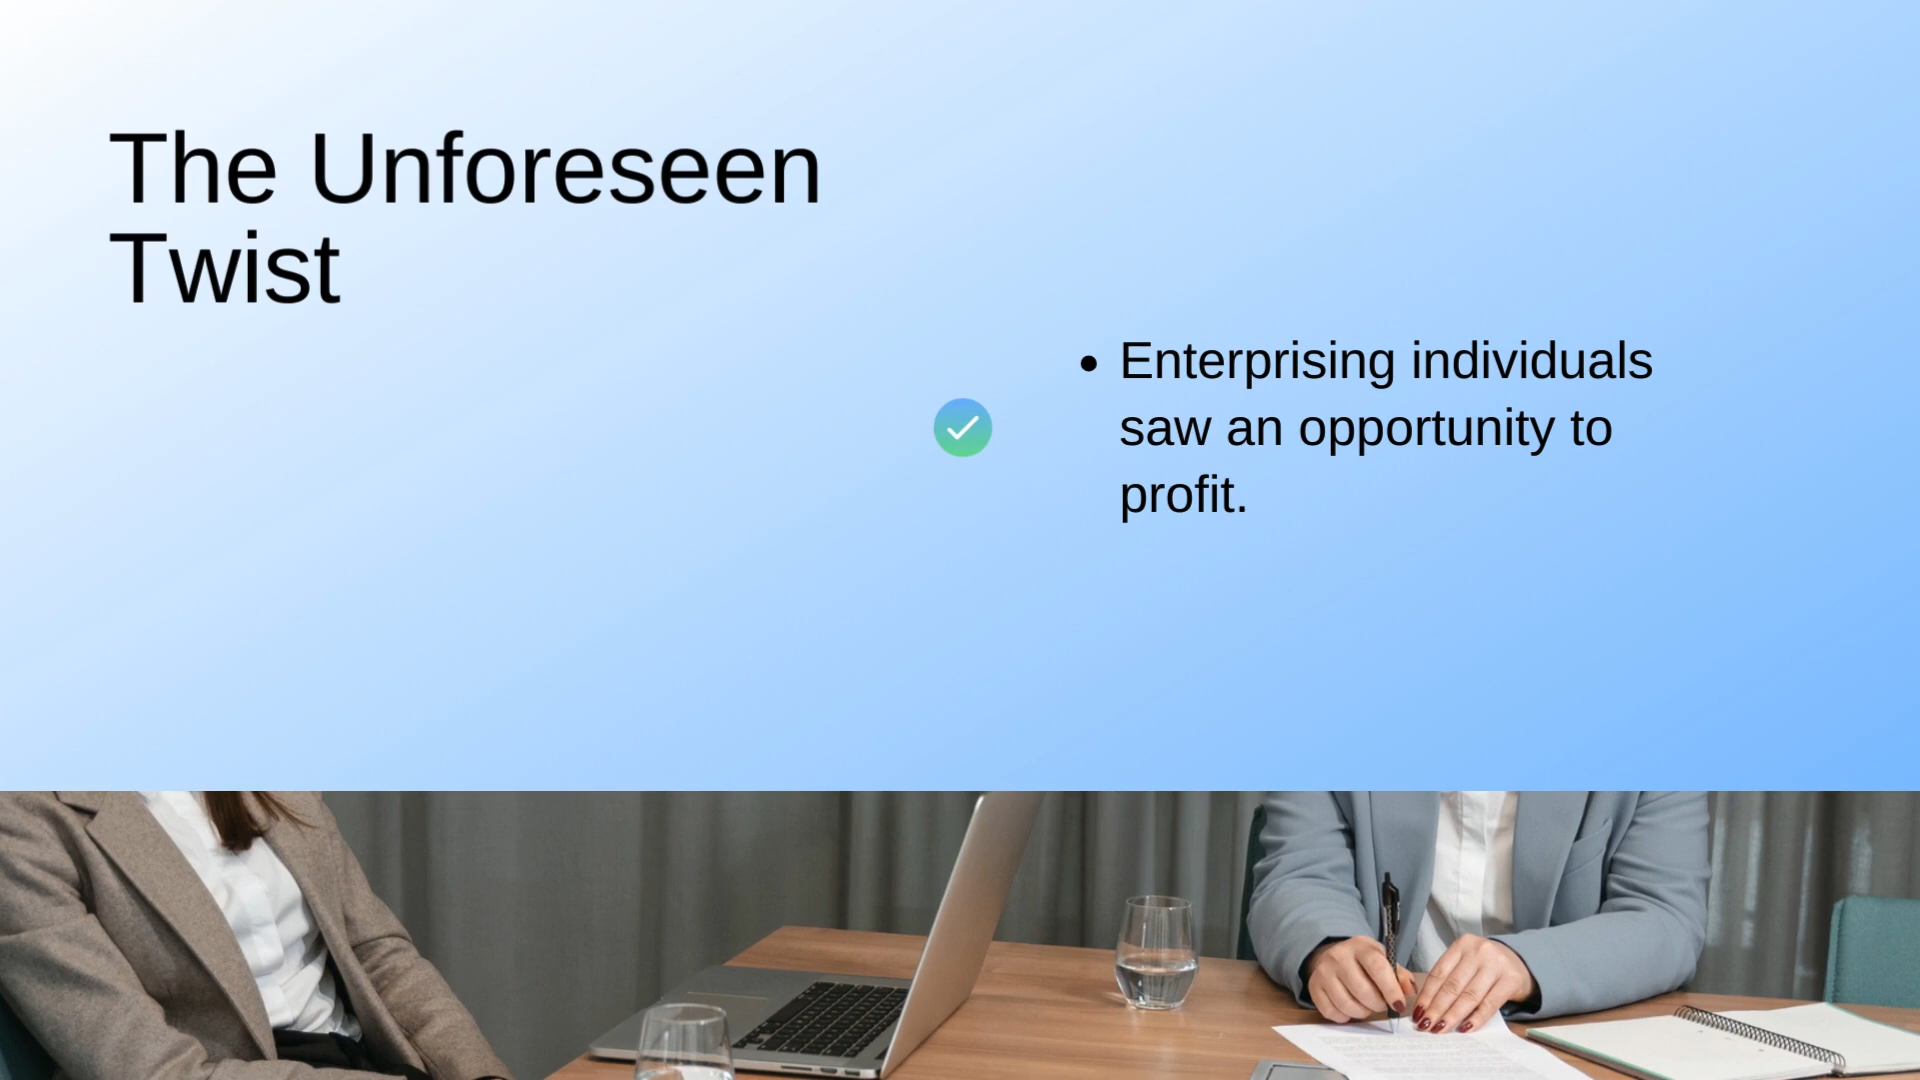 The Unforeseen
Twist
• Enterprising individuals
saw an opportunity to
profit.